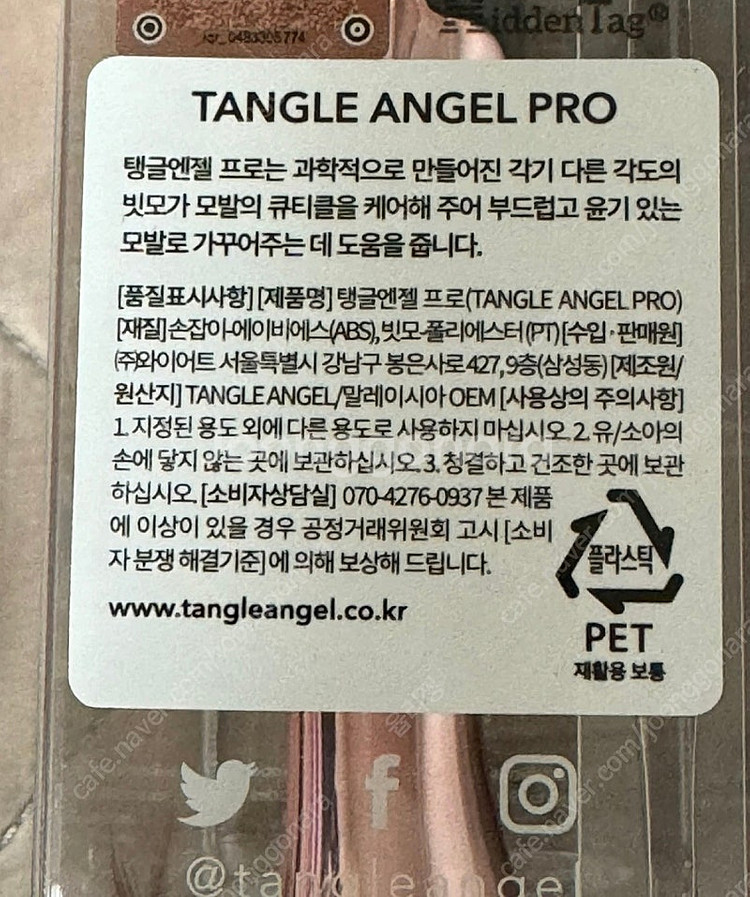 HiddenTag®
TANGLE ANGEL PRO
탱글엔젤 프로는 과학적으로 만들어진 각기 다른 각도의
빗모가 모발의 큐티클을 케어해 주어 부드럽고 윤기 있는
모발로 가꾸어주는 데 도움을 줍니다.
[품질표시사항] [제품명] 탱글엔젤 프로(TANGLE ANGEL PRO)
[재질]손잡이-에이비에스(ABS),빗모-폴리에스터(PT)[수입·판매원]
㈜와이어트 서울특별시 강남구 봉은사로 427,9층(삼성동) [제조원/
원산지] TANGLE ANGEL/말레이시아 OEM [사용상의 주의사항]
1. 지정된 용도 외에 다른 용도로 사용하지 마십시오. 2. 유/소아의
손에 닿지 않는 곳에 보관하십시오. 3. 청결하고 건조한 곳에 보관
하십시오. [소비자상담실] 070-4276-0937 본 제품
에 이상이 있을 경우 공정거래위원회 고시 [소비
자 분쟁 해결기준]에 의해 보상해 드립니다.
www.tangleangel.co.kr
플라스틱
PET
재활용 보통
@tangleangel
cafe.naver.com/joonggonara